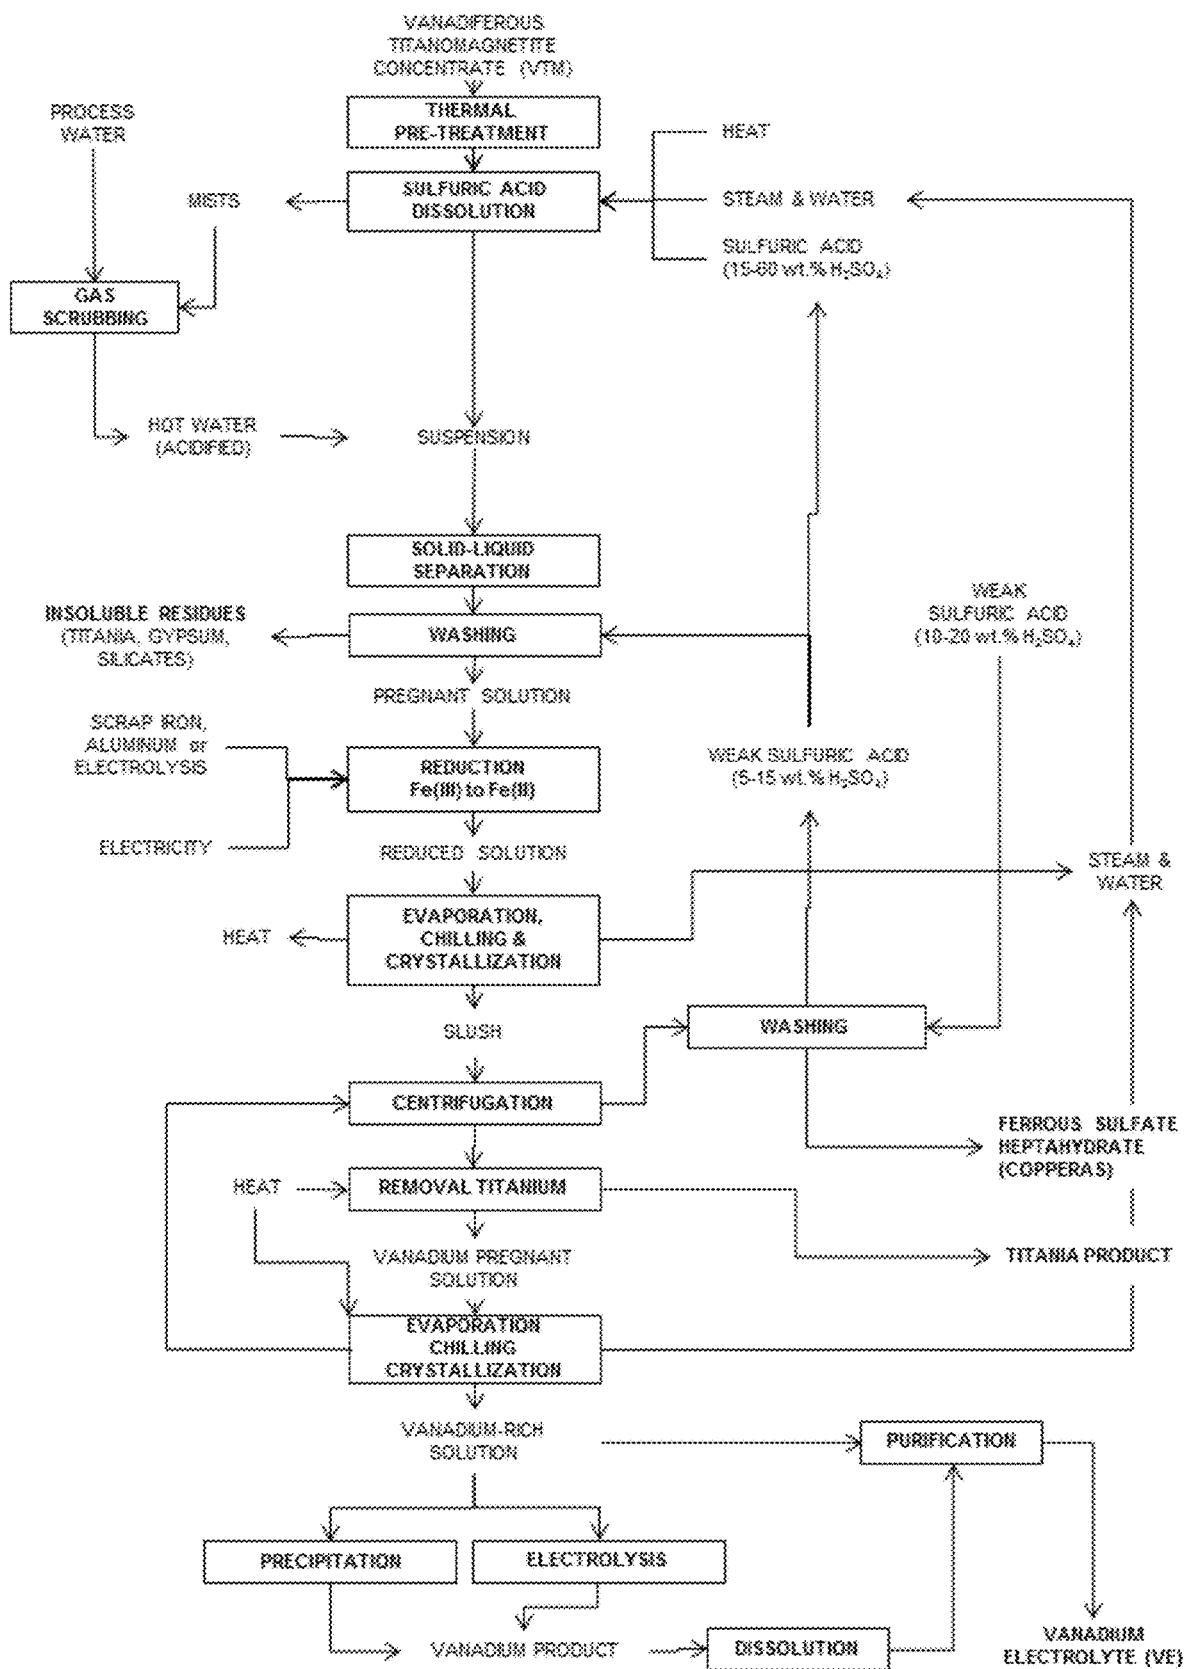 VANADIFEROUS
TITANOMAGNETITE
CONCENTRATE (VTM)
PROCESS
WATER
THERMAL
PRE-TREATMENT
HEAT
MISTS
SULFURIC ACID
DISSOLUTION
STEAM & WATER
SULFURIC ACID
(15-60 wt.% H₂SO₄)
GAS
SCRUBBING
HOT WATER
(ACIDIFIED)
SUSPENSION
SOLID-LIQUID
SEPARATION
WEAK
SULFURIC ACID
(10-20 wt.% H₂SO₄)
INSOLUBLE RESIDUES
(TITANIA, GYPSUM,
SILICATES)
WASHING
PREGNANT SOLUTION
SCRAP IRON,
ALUMINUM or
ELECTROLYSIS
REDUCTION
Fe(III) to Fe(II)
WEAK SULFURIC ACID
(5-15 wt.% H₂SO₄)
ELECTRICITY
REDUCED SOLUTION
STEAM &
WATER
HEAT
EVAPORATION,
CHILLING &
CRYSTALLIZATION
SLUSH
WASHING
CENTRIFUGATION
FERROUS SULFATE
HEPTAHYDRATE
(COPPERAS)
HEAT
REMOVAL TITANIUM
VANADIUM PREGNANT
SOLUTION
TITANIA PRODUCT
EVAPORATION
CHILLING
CRYSTALLIZATION
VANADIUM-RICH
SOLUTION
PURIFICATION
PRECIPITATION
ELECTROLYSIS
VANADIUM PRODUCT
DISSOLUTION
VANADIUM
ELECTROLYTE (VE)